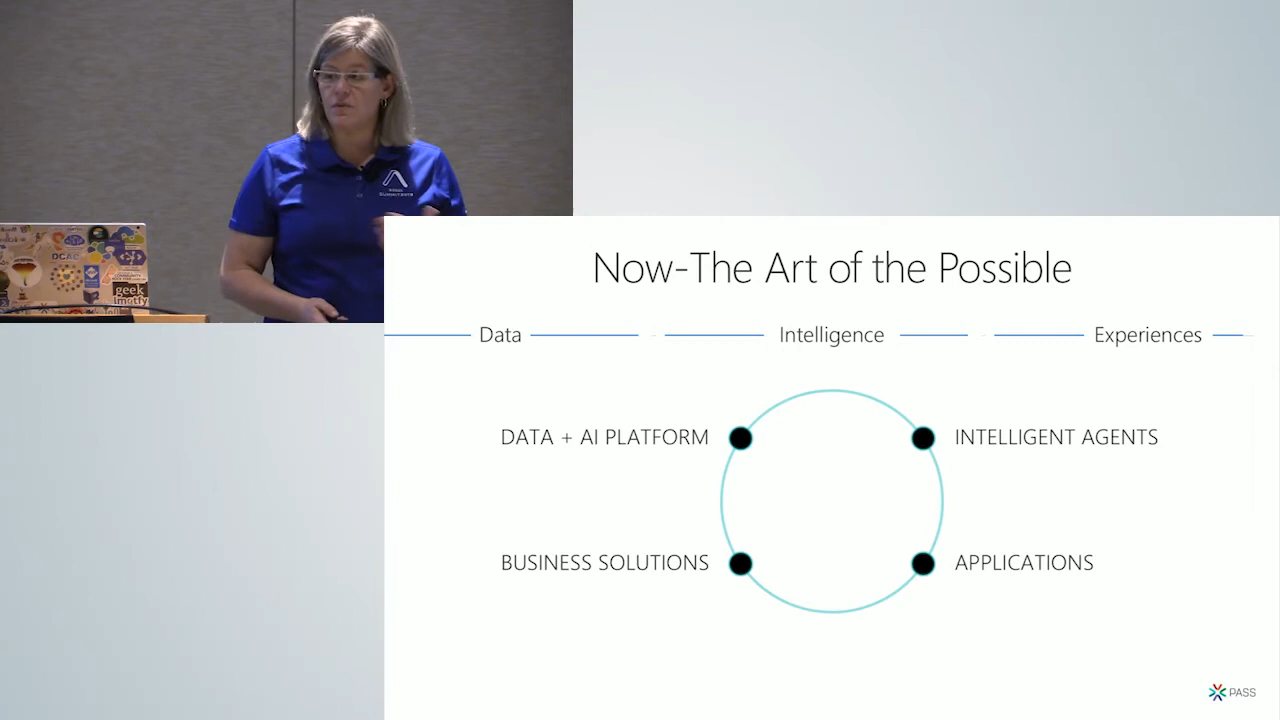 DCAC
geek
Now-The Art of the Possible
Data Intelligence Experiences
DATA + AI PLATFORM
INTELLIGENT AGENTS
BUSINESS SOLUTIONS
APPLICATIONS
PASS